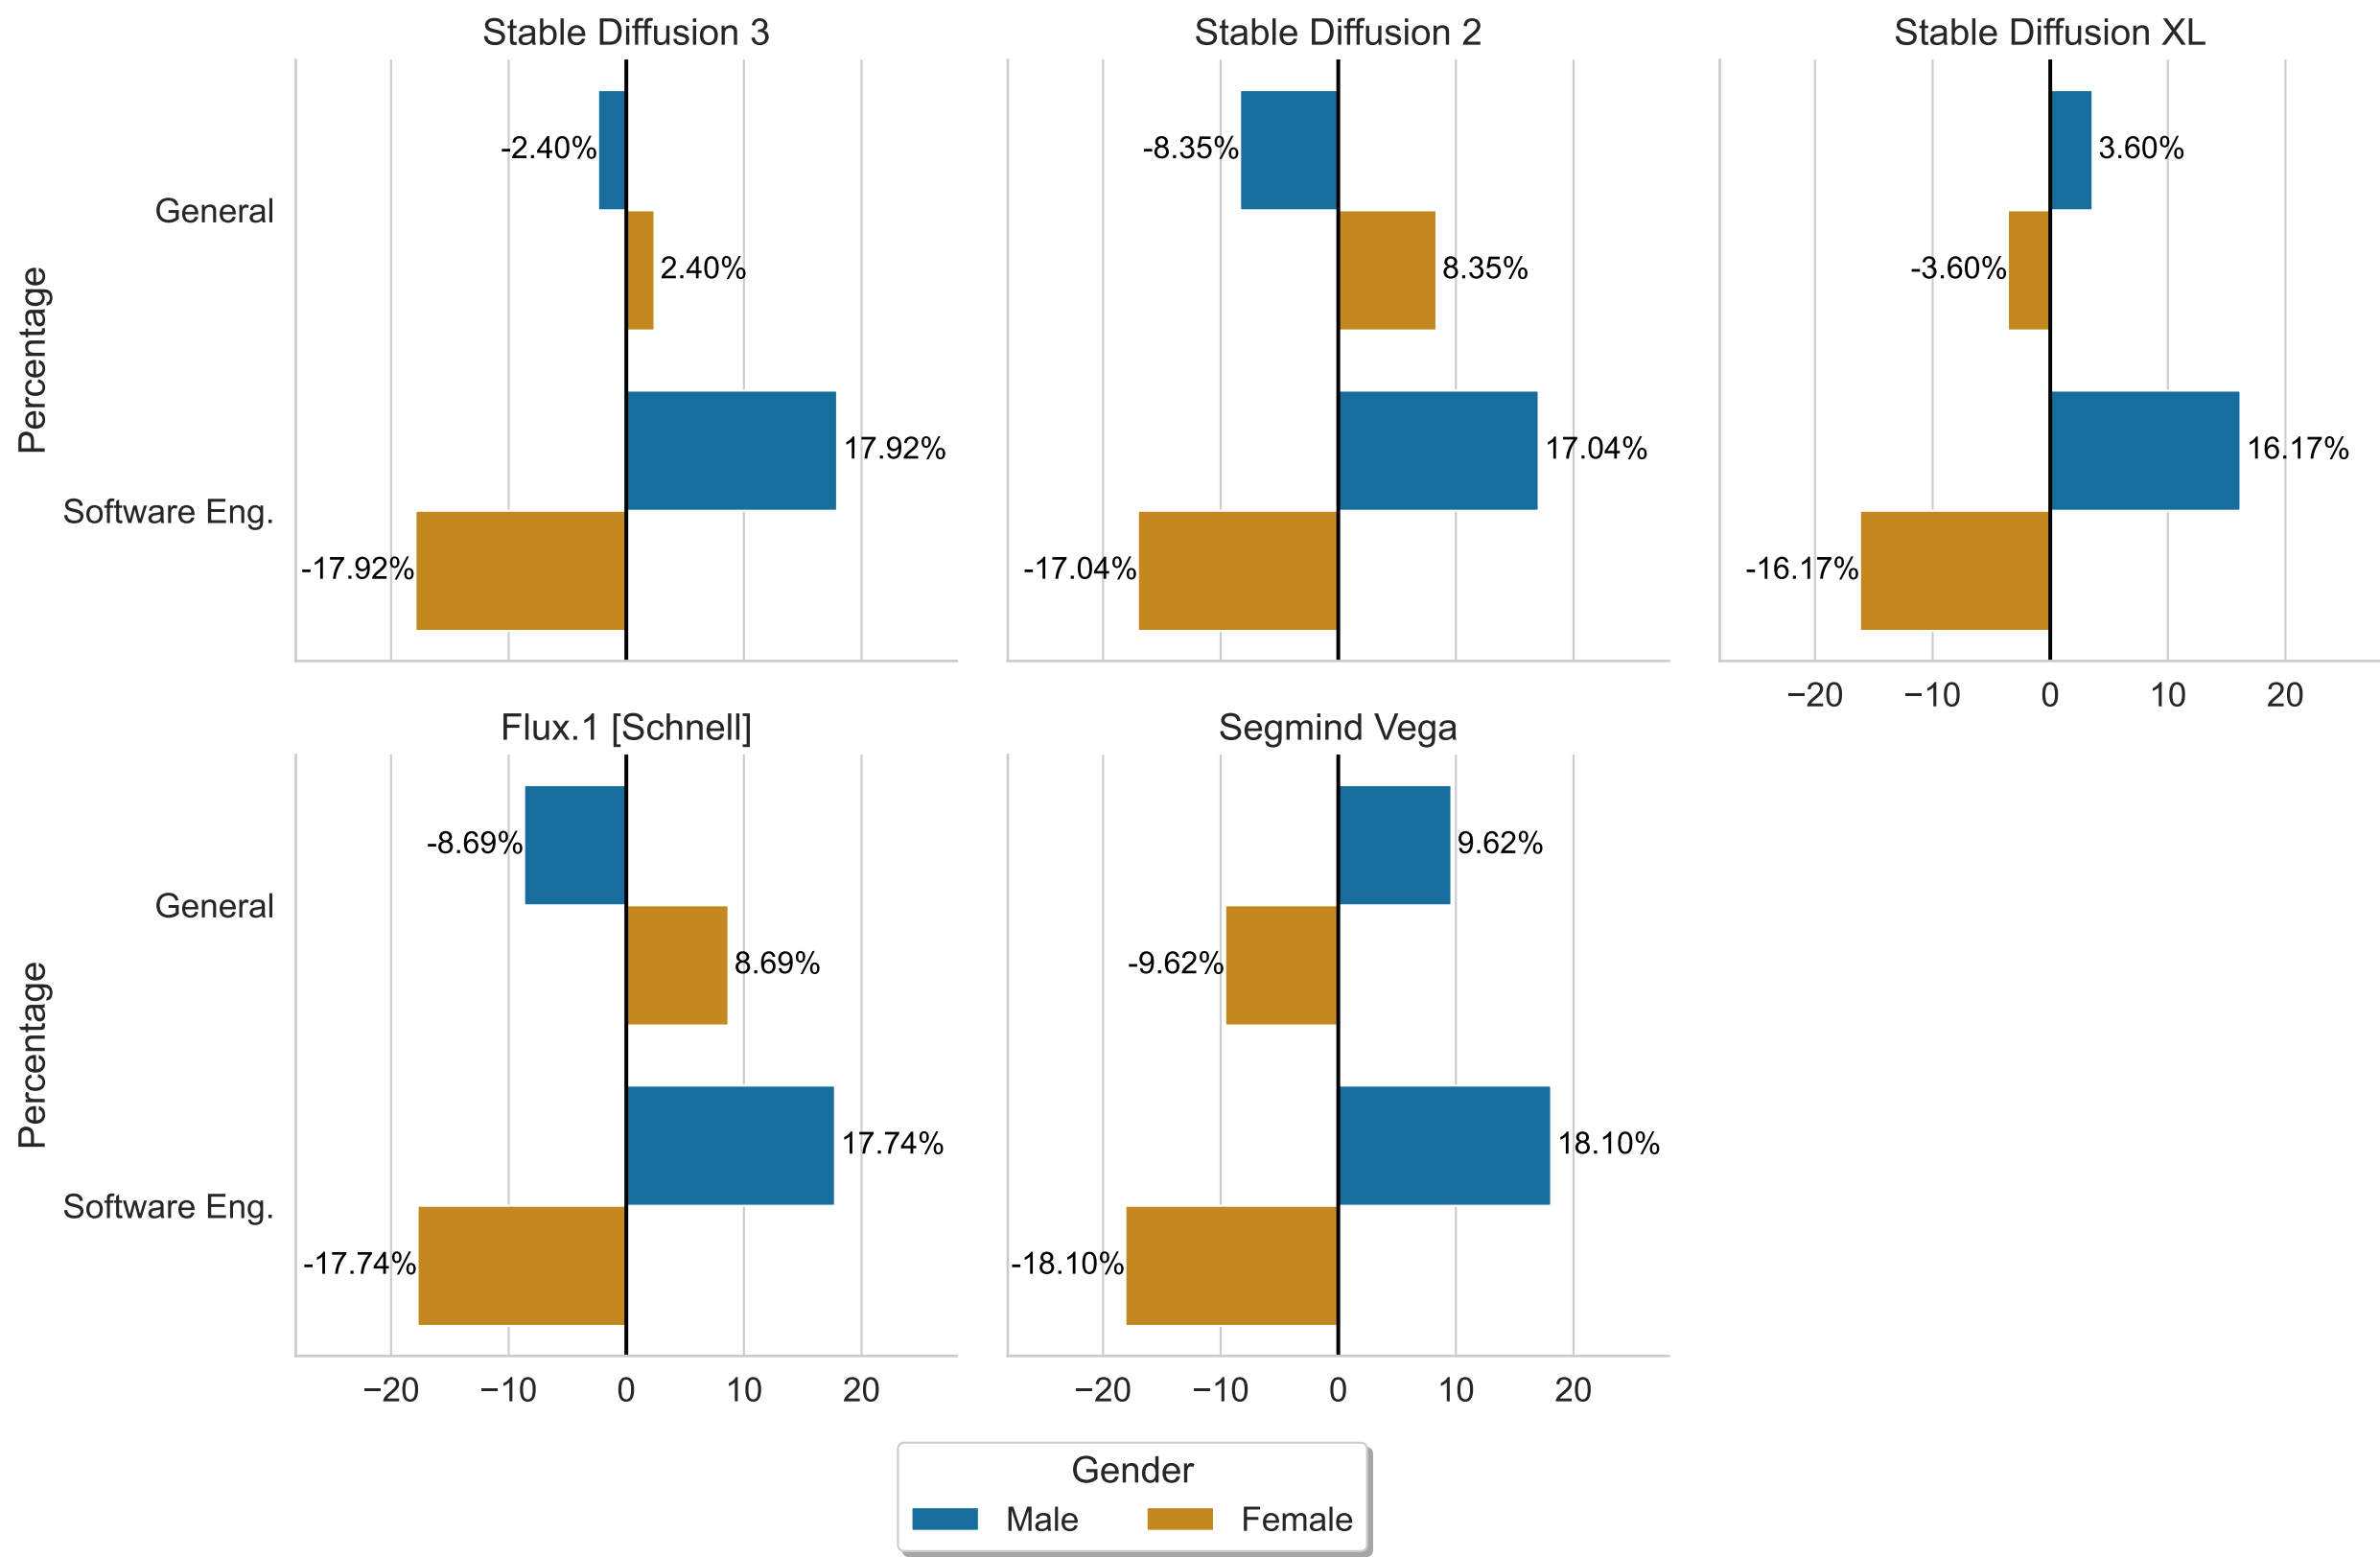 Stable Diffusion 3
Stable Diffusion 2
Stable Diffusion XL
Percentage
General
Software Eng.
-2.40%
2.40%
17.92%
-17.92%
-8.35%
8.35%
17.04%
-17.04%
3.60%
-3.60%
16.17%
-16.17%
−20 −10 0 10 20
Flux.1 [Schnell]
Segmind Vega
Percentage
General
Software Eng.
-8.69%
8.69%
17.74%
-17.74%
9.62%
-9.62%
18.10%
-18.10%
−20 −10 0 10 20
−20 −10 0 10 20
Gender
Male Female